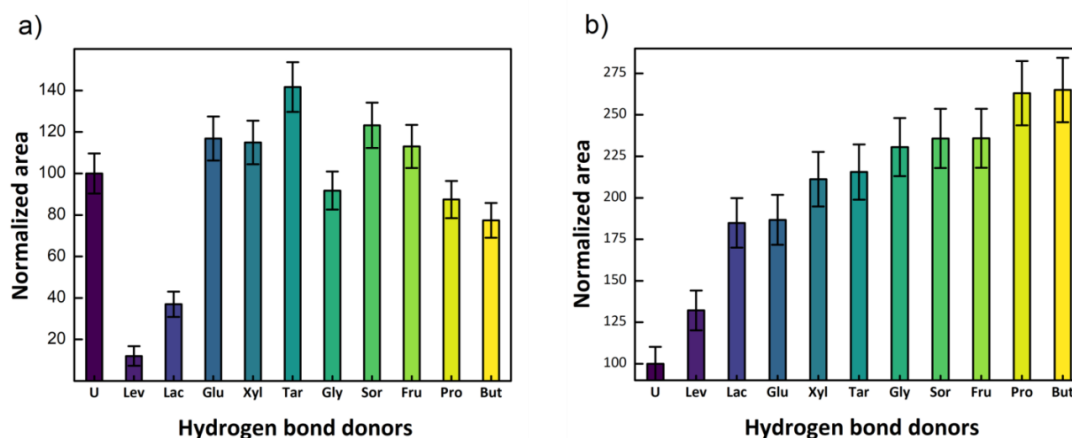 a)
Normalized area
140
120
100
80
60
40
20
U Lev Lac Glu Xyl Tar Gly Sor Fru Pro But
Hydrogen bond donors
b)
Normalized area
275
250
225
200
175
150
125
100
U Lev Lac Glu Xyl Tar Gly Sor Fru Pro But
Hydrogen bond donors